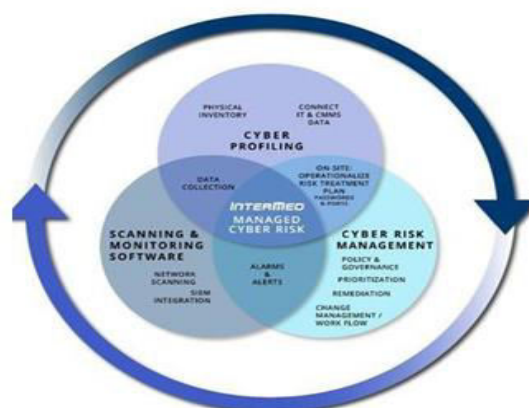 PHYSICAL
INVENTORY
CONNECT
IT & CMMS
DATA
CYBER
PROFILING
DATA
COLLECTION
ON SITE:
OPERATIONALIZE
RISK TREATMENT
PLAN
PASSWORDS
& PORTS
INTERMED
MANAGED
CYBER RISK
SCANNING &
MONITORING
SOFTWARE
NETWORK
SCANNING
SIEM
INTEGRATION
ALARMS
&
ALERTS
CYBER RISK
MANAGEMENT
POLICY &
GOVERNANCE
PRIORITIZATION
REMEDIATION
CHANGE
MANAGEMENT /
WORK FLOW